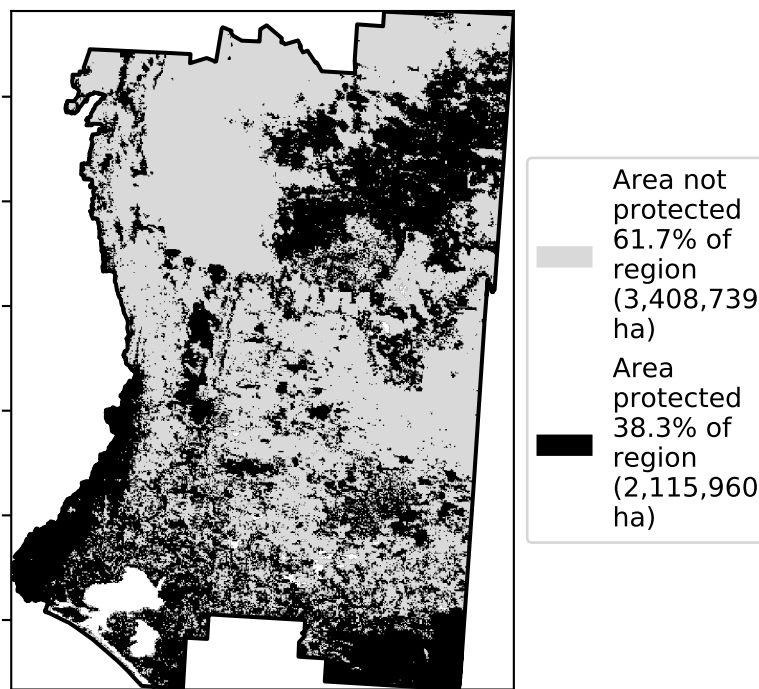 Area not
protected
61.7% of
region
(3,408,739
ha)
Area
protected
38.3% of
region
(2,115,960
ha)